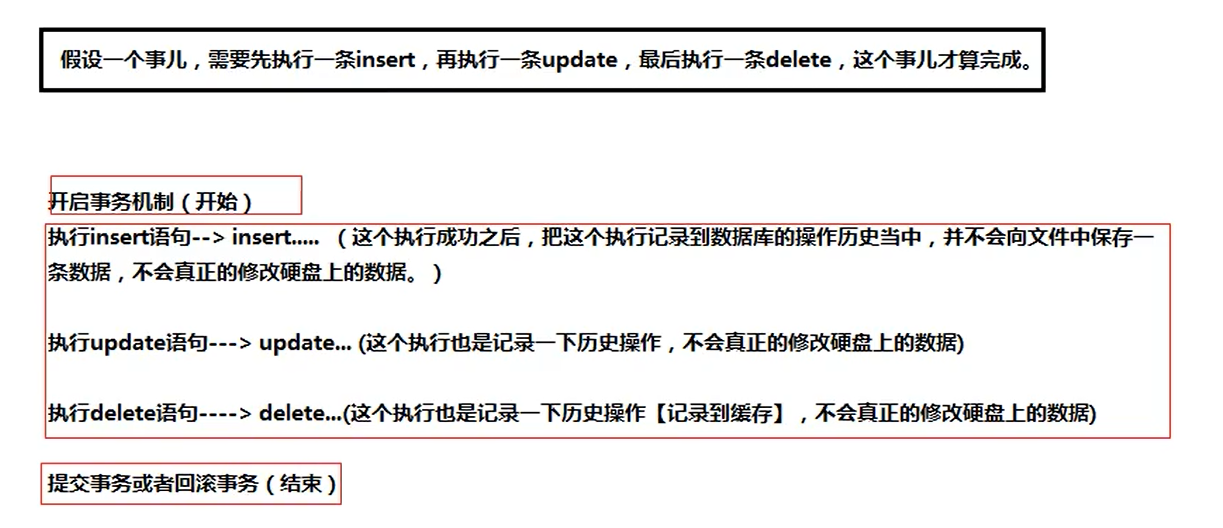 假设一个事儿，需要先执行一条insert，再执行一条update，最后执行一条delete，这个事儿才算完成。
开启事务机制（开始）
执行insert语句--> insert..... （这个执行成功之后，把这个执行记录到数据库的操作历史当中，并不会向文件中保存一
条数据，不会真正的修改硬盘上的数据。）
执行update语句---> update... (这个执行也是记录一下历史操作，不会真正的修改硬盘上的数据)
执行delete语句----> delete...(这个执行也是记录一下历史操作【记录到缓存】，不会真正的修改硬盘上的数据)
提交事务或者回滚事务（结束）